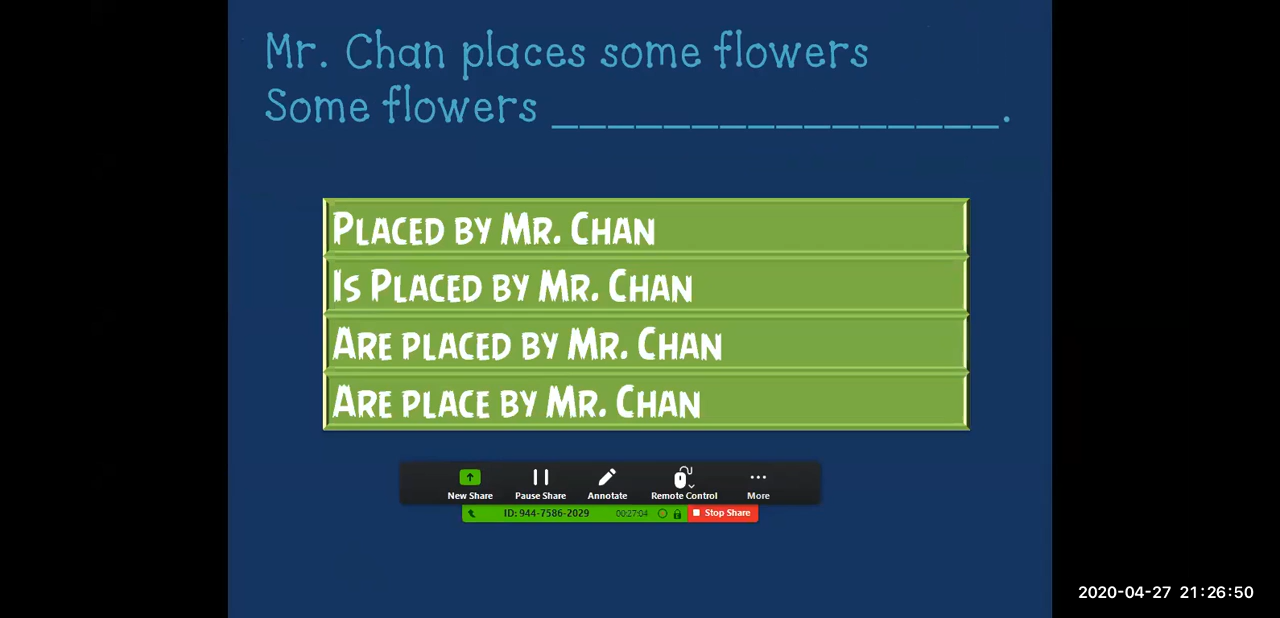 Mr. Chan places some flowers
Some flowers ________________.
PLACED BY MR. CHAN
IS PLACED BY MR. CHAN
ARE PLACED BY MR. CHAN
ARE PLACE BY MR. CHAN
New Share Pause Share Annotate Remote Control More
ID: 944-7586-2029 00:27:04 Stop Share
2020-04-27 21:26:50